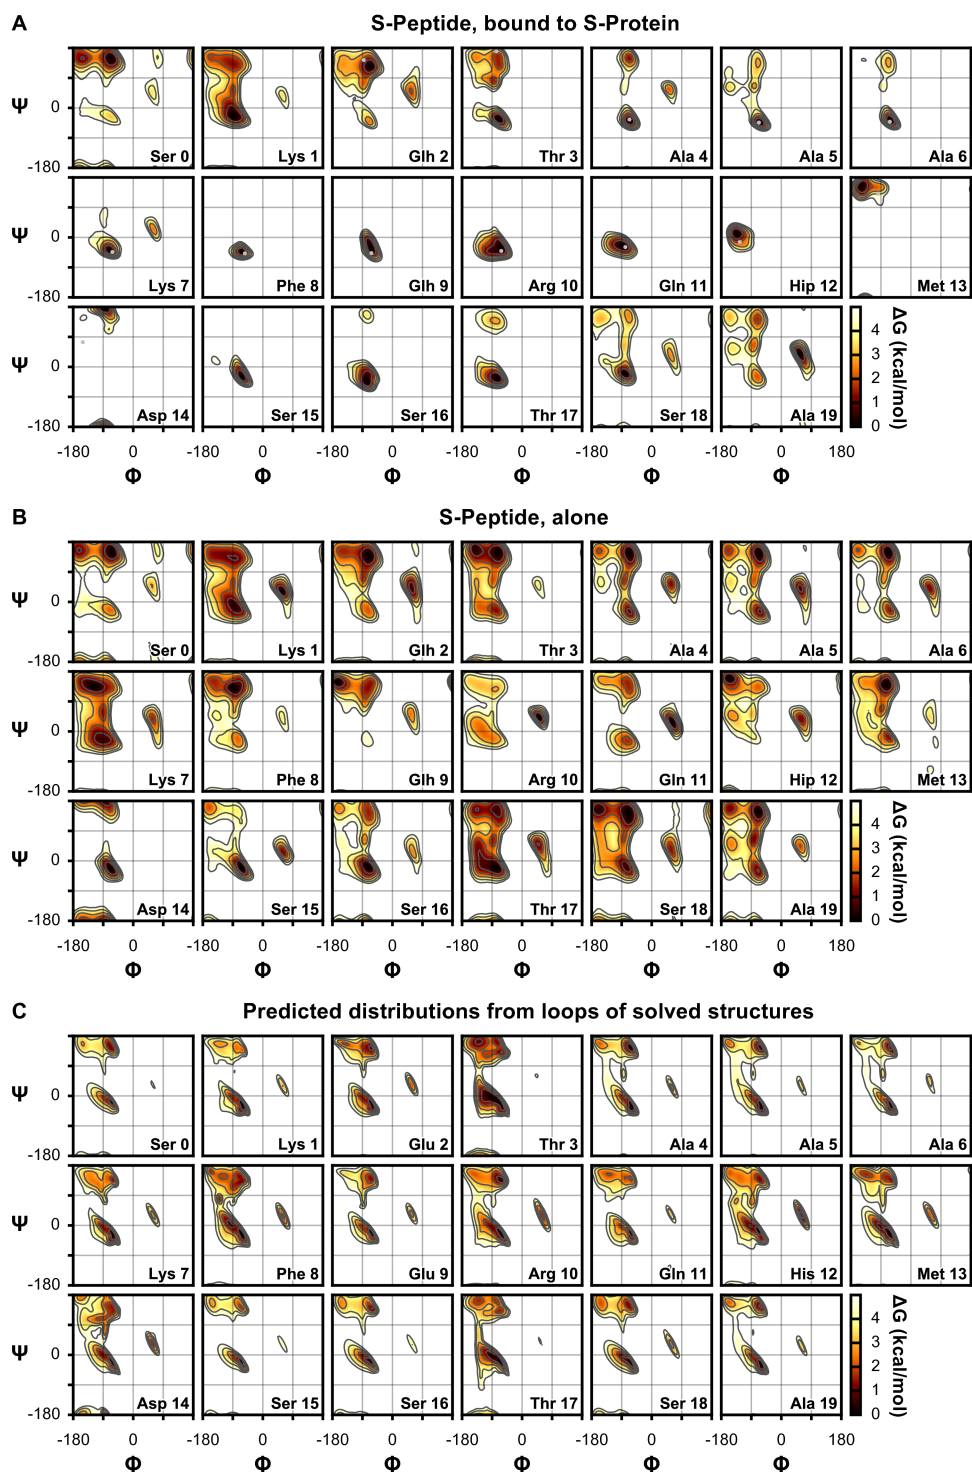 A
S-Peptide, bound to S-Protein
Ψ 0 -180
Ser 0 Lys 1 Glh 2 Thr 3 Ala 4 Ala 5 Ala 6
Ψ 0 -180
Lys 7 Phe 8 Glh 9 Arg 10 Gln 11 Hip 12 Met 13
Ψ 0 -180
Asp 14 Ser 15 Ser 16 Thr 17 Ser 18 Ala 19
4 3 2 1 0
ΔG (kcal/mol)
-180 0 -180 0 -180 0 -180 0 -180 0 -180 0 180
Φ Φ Φ Φ Φ Φ
B
S-Peptide, alone
Ψ 0 -180
Ser 0 Lys 1 Glh 2 Thr 3 Ala 4 Ala 5 Ala 6
Ψ 0 -180
Lys 7 Phe 8 Glh 9 Arg 10 Gln 11 Hip 12 Met 13
Ψ 0 -180
Asp 14 Ser 15 Ser 16 Thr 17 Ser 18 Ala 19
4 3 2 1 0
ΔG (kcal/mol)
-180 0 -180 0 -180 0 -180 0 -180 0 -180 0 180
Φ Φ Φ Φ Φ Φ
C
Predicted distributions from loops of solved structures
Ψ 0 -180
Ser 0 Lys 1 Glu 2 Thr 3 Ala 4 Ala 5 Ala 6
Ψ 0 -180
Lys 7 Phe 8 Glu 9 Arg 10 Gln 11 His 12 Met 13
Ψ 0 -180
Asp 14 Ser 15 Ser 16 Thr 17 Ser 18 Ala 19
4 3 2 1 0
ΔG (kcal/mol)
-180 0 -180 0 -180 0 -180 0 -180 0 -180 0 180
Φ Φ Φ Φ Φ Φ